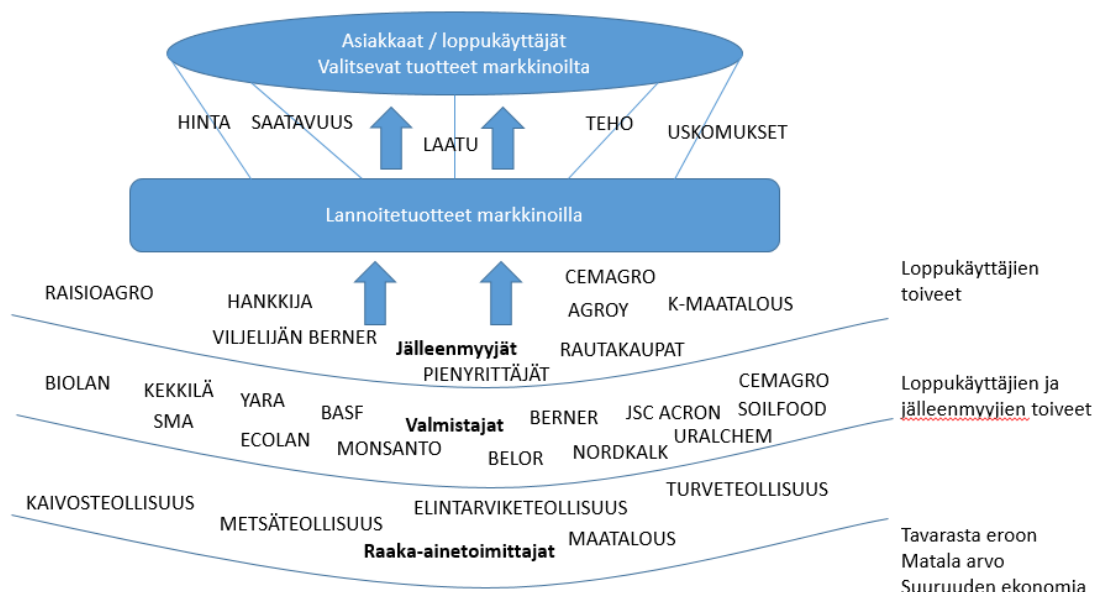 Asiakkaat / loppukäyttäjät
Valitsevat tuotteet markkinoilta
HINTA
SAATAVUUS
LAATU
TEHO
USKOMUKSET
Lannoitetuotteet markkinoilla
RAISIOAGRO
HANKKIJA
VILJELIJÄN BERNER
CEMAGRO
AGROY
K-MAATALOUS
Jälleenmyyjät
RAUTAKAUPAT
PIENYRITTÄJÄT
Loppukäyttäjien
toiveet
BIOLAN
KEKKILÄ
SMA
YARA
ECOLAN
BASF
MONSANTO
Valmistajat
BELOR
BERNER
NORDKALK
JSC ACRON
CEMAGRO
SOILFOOD
URALCHEM
Loppukäyttäjien ja
jälleenmyyjien toiveet
KAIVOSTEOLLISUUS
METSÄTEOLLISUUS
ELINTARVIKETEOLLISUUS
TURVETEOLLISUUS
MAATALOUS
Raaka-ainetoimittajat
Tavarasta eroon
Matala arvo
Suuruuden ekonomia